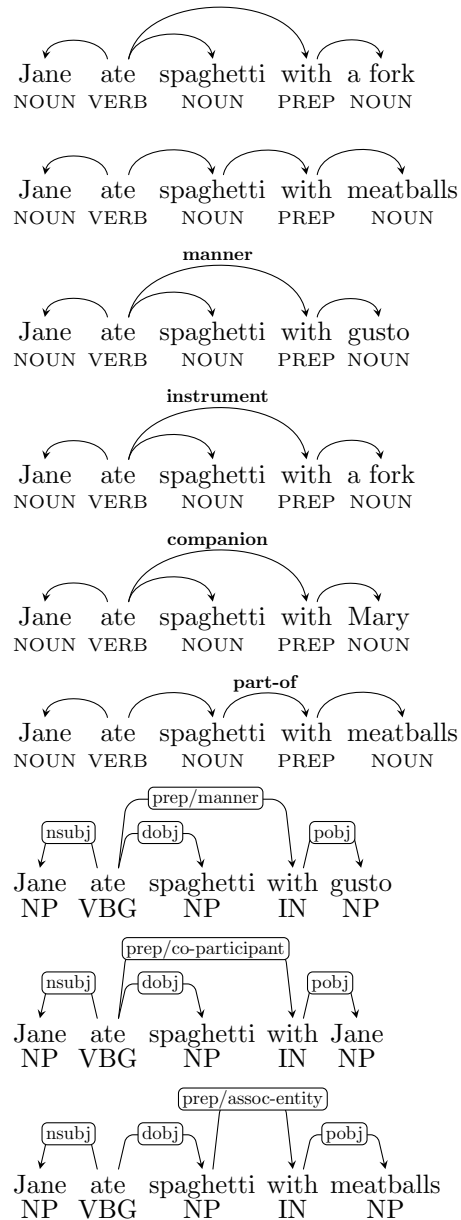 Jane ate spaghetti with a fork
NOUN VERB NOUN PREP NOUN
Jane ate spaghetti with meatballs
NOUN VERB NOUN PREP NOUN
manner
Jane ate spaghetti with gusto
NOUN VERB NOUN PREP NOUN
instrument
Jane ate spaghetti with a fork
NOUN VERB NOUN PREP NOUN
companion
Jane ate spaghetti with Mary
NOUN VERB NOUN PREP NOUN
part-of
Jane ate spaghetti with meatballs
NOUN VERB NOUN PREP NOUN
prep/manner
nsubj dobj pobj
Jane ate spaghetti with gusto
NP VBG NP IN NP
prep/co-participant
nsubj dobj pobj
Jane ate spaghetti with Jane
NP VBG NP IN NP
prep/assoc-entity
nsubj dobj pobj
Jane ate spaghetti with meatballs
NP VBG NP IN NP